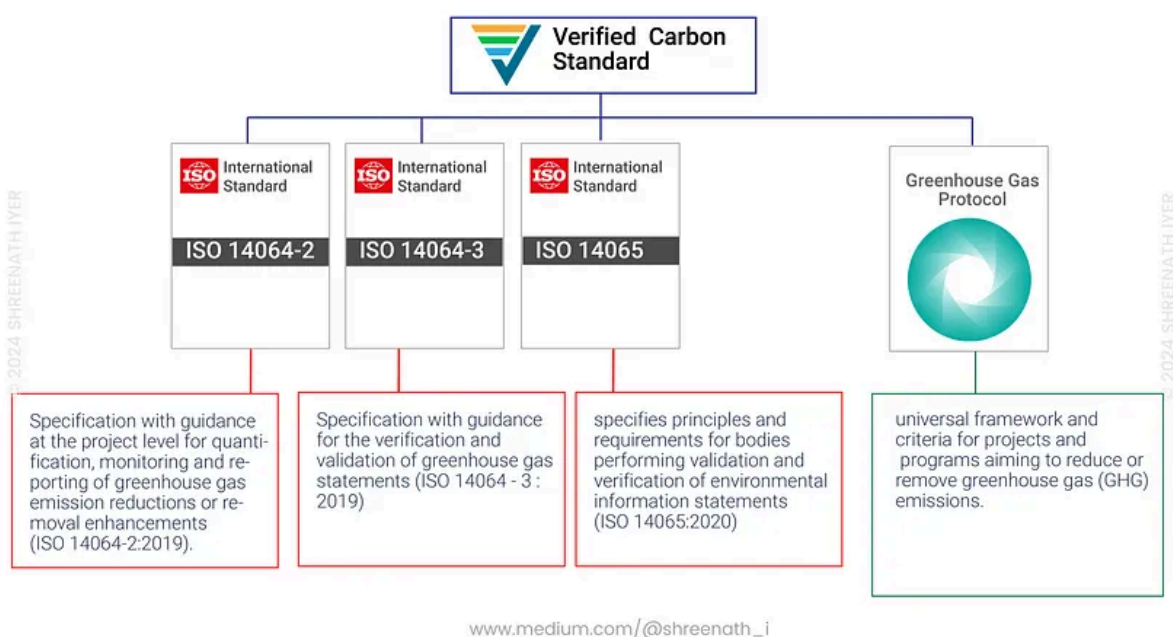 Verified Carbon
Standard
ISO
International
Standard
ISO 14064-2
ISO
International
Standard
ISO 14064-3
ISO
International
Standard
ISO 14065
Greenhouse Gas
Protocol
Specification with guidance
at the project level for quanti-
fication, monitoring and re-
porting of greenhouse gas
emission reductions or re-
moval enhancements
(ISO 14064-2:2019).
Specification with guidance
for the verification and
validation of greenhouse gas
statements (ISO 14064 - 3 :
2019)
specifies principles and
requirements for bodies
performing validation and
verification of environmental
information statements
(ISO 14065:2020)
universal framework and
criteria for projects and
programs aiming to reduce or
remove greenhouse gas (GHG)
emissions.
© 2024 SHREENATH IYER
© 2024 SHREENATH IYER
www.medium.com/@shreenath_i